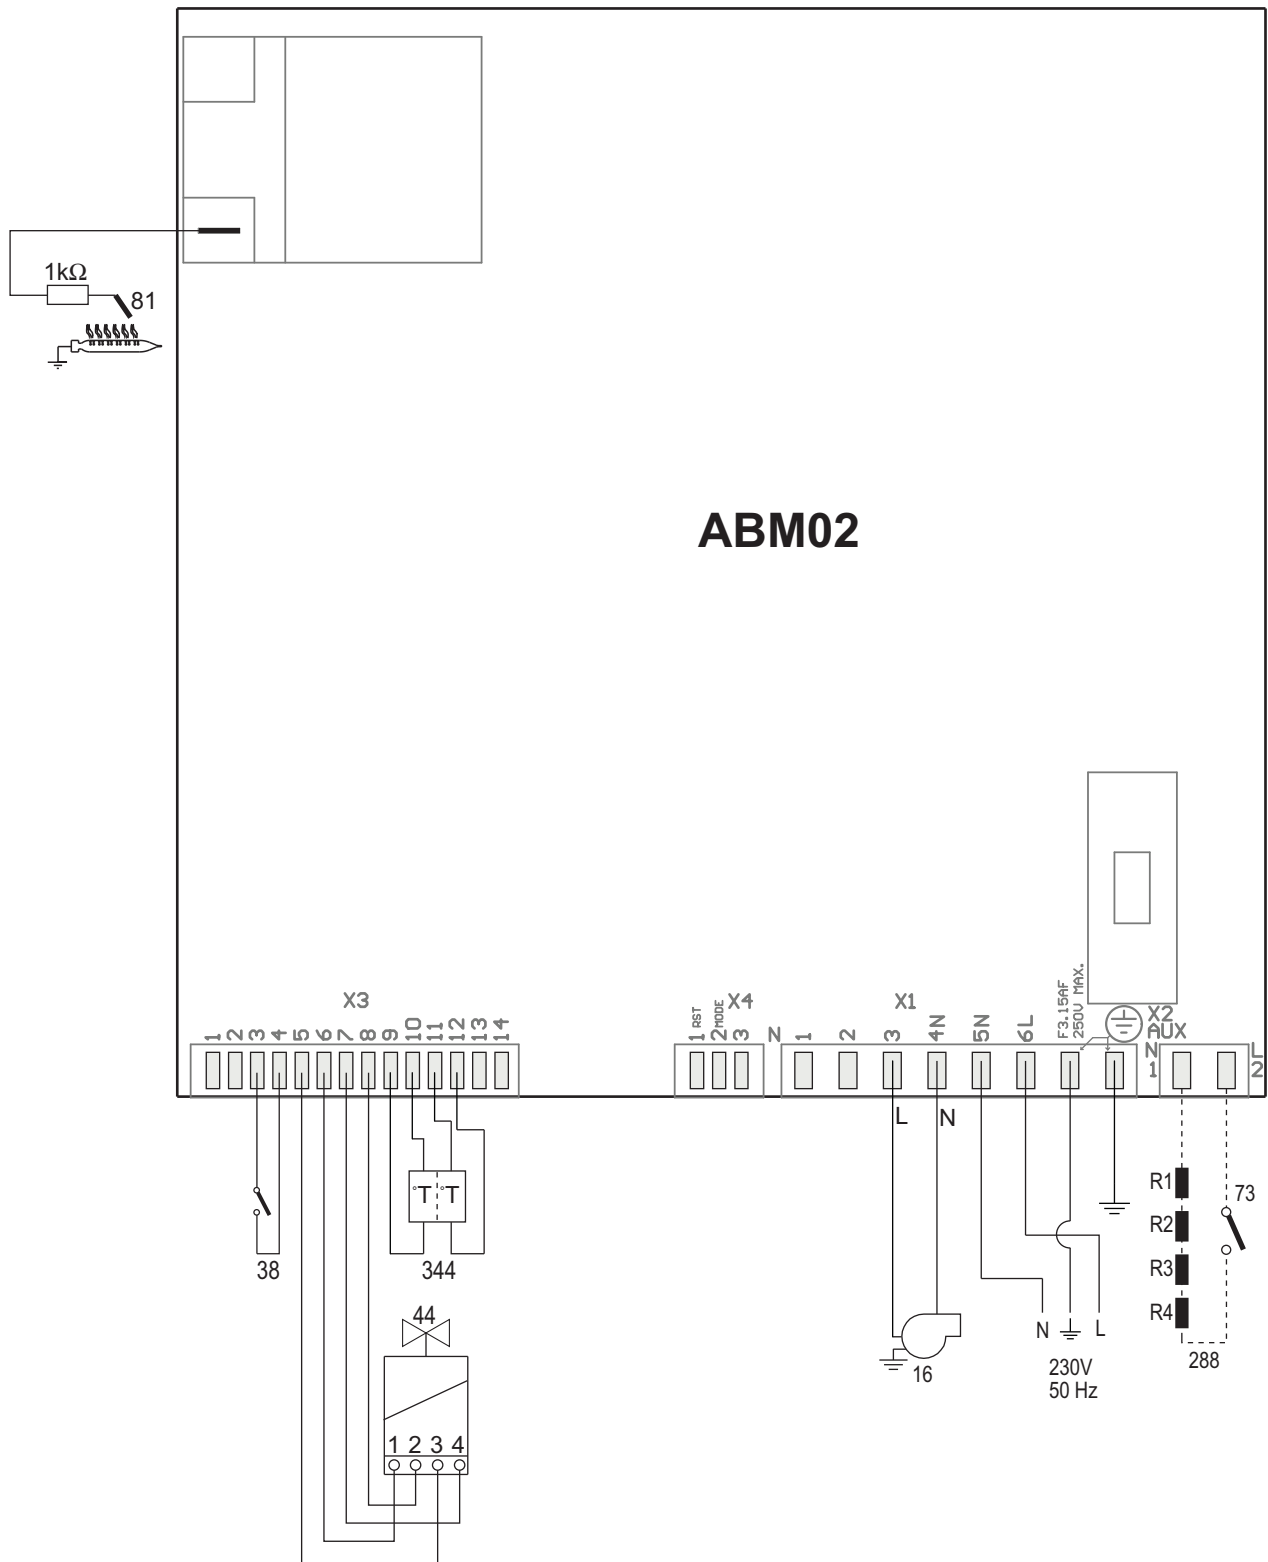 1kΩ
81
ABM02
X3
1 2 3 4 5 6 7 8 9 10 11 12 13 14
X4
1 RST
2 MODE
3
X1
N 1 2 3 4N 5N 6L
F3.15AF
250V MAX.
X2
AUX
N
1
L
2
L
N
38
°T °T
344
44
1 2 3 4
16
N
L
230V
50 Hz
R1
R2
R3
R4
73
288